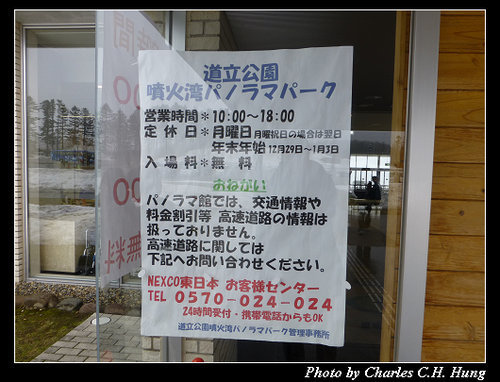 道立公園
噴火湾パノラマパーク
営業時間＊10:00～18:00
定休日＊月曜日 月曜祝日の場合は翌日
年末年始 12月29日～1月3日
入場料＊無料
おねがい
パノラマ館では、交通情報や
料金割引等 高速道路の情報は
扱っておりません。
高速道路に関しては
下記へお問い合わせください。
NEXCO東日本 お客様センター
TEL 0570-024-024
24時間受付・携帯電話からもOK
道立公園噴火湾パノラマパーク管理事務所
時間
無料
Photo by Charles C.H. Hung